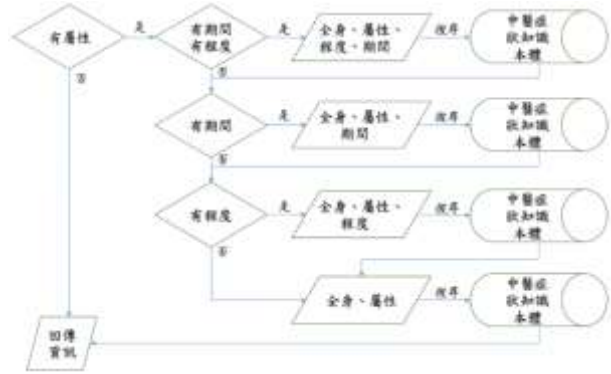 有屬性
是
有期間
有程度
是
全身、屬性、
程度、期間
搜尋
中醫症
狀知識
本體
否
否
有期間
是
全身、屬性、
期間
搜尋
中醫症
狀知識
本體
否
有程度
是
全身、屬性、
程度
搜尋
中醫症
狀知識
本體
否
全身、屬性
搜尋
中醫症
狀知識
本體
回傳
資訊